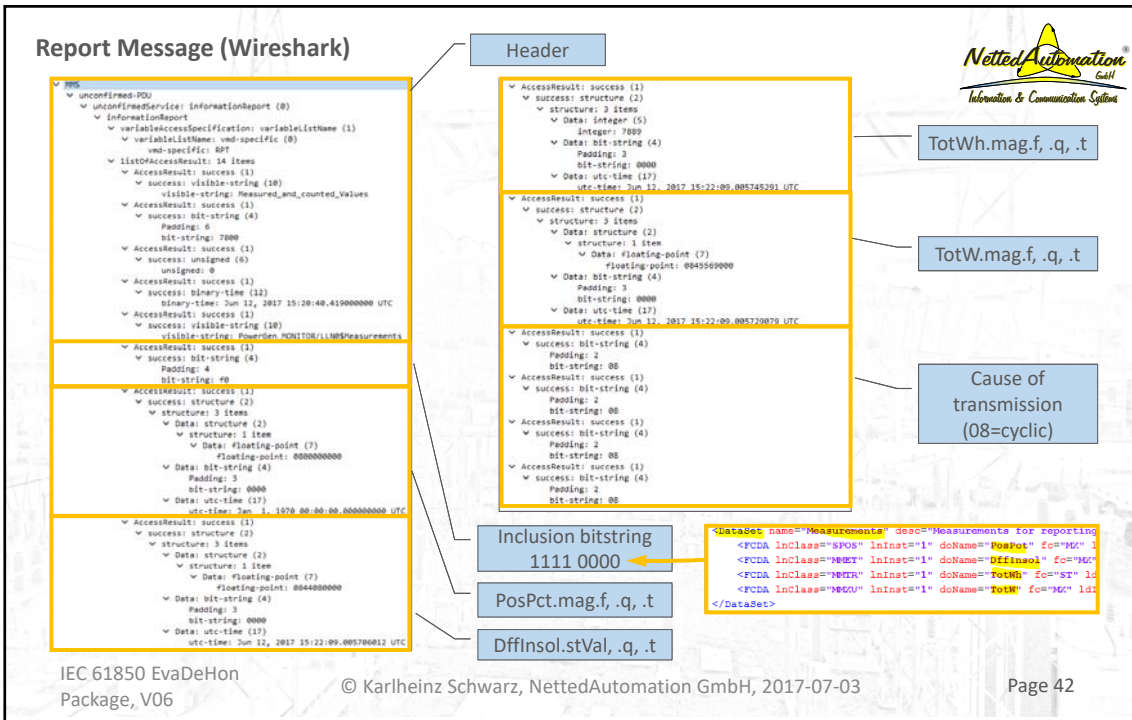 Report Message (Wireshark)
Header
NettedAutomation ®
GmbH
Information & Communication Systems
MMS
unconfirmed-PDU
unconfirmedService: informationReport (0)
informationReport
variableAccessSpecification: variableListName (1)
variableListName: vmd-specific (0)
vmd-specific: RPT
listOfAccessResult: 14 items
AccessResult: success (1)
success: visible-string (10)
visible-string: Measured_and_counted_Values
AccessResult: success (1)
success: bit-string (4)
Padding: 6
bit-string: 7800
AccessResult: success (1)
success: unsigned (6)
unsigned: 0
AccessResult: success (1)
success: binary-time (12)
binary-time: Jun 12, 2017 15:20:40.419000000 UTC
AccessResult: success (1)
success: visible-string (10)
visible-string: PowerGen_MONITOR/LLN0$Measurements
AccessResult: success (1)
success: bit-string (4)
Padding: 4
bit-string: f0
AccessResult: success (1)
success: structure (2)
structure: 3 items
Data: structure (2)
structure: 1 item
Data: floating-point (7)
floating-point: 0800000000
Data: bit-string (4)
Padding: 3
bit-string: 0000
Data: utc-time (17)
utc-time: Jan 1, 1970 00:00:00.000000000 UTC
AccessResult: success (1)
success: structure (2)
structure: 3 items
Data: structure (2)
structure: 1 item
Data: floating-point (7)
floating-point: 0844080000
Data: bit-string (4)
Padding: 3
bit-string: 0000
Data: utc-time (17)
utc-time: Jun 12, 2017 15:22:09.005706012 UTC
AccessResult: success (1)
success: structure (2)
structure: 3 items
Data: integer (5)
integer: 7889
Data: bit-string (4)
Padding: 3
bit-string: 0000
Data: utc-time (17)
utc-time: Jun 12, 2017 15:22:09.005745291 UTC
AccessResult: success (1)
success: structure (2)
structure: 3 items
Data: structure (2)
structure: 1 item
Data: floating-point (7)
floating-point: 0845569000
Data: bit-string (4)
Padding: 3
bit-string: 0000
Data: utc-time (17)
utc-time: Jun 12, 2017 15:22:09.005729079 UTC
AccessResult: success (1)
success: bit-string (4)
Padding: 2
bit-string: 08
AccessResult: success (1)
success: bit-string (4)
Padding: 2
bit-string: 08
AccessResult: success (1)
success: bit-string (4)
Padding: 2
bit-string: 08
AccessResult: success (1)
success: bit-string (4)
Padding: 2
bit-string: 08
TotWh.mag.f, .q, .t
TotW.mag.f, .q, .t
Cause of
transmission
(08=cyclic)
Inclusion bitstring
1111 0000
PosPct.mag.f, .q, .t
DffInsol.stVal, .q, .t
<DataSet name="Measurements" desc="Measurements for reporting
<FCDA lnClass="SPOS" lnInst="1" doName="PosPct" fc="MX" l
<FCDA lnClass="MMET" lnInst="1" doName="DffInsol" fc="MX"
<FCDA lnClass="MMTR" lnInst="1" doName="TotWh" fc="ST" ld
<FCDA lnClass="MMXU" lnInst="1" doName="TotW" fc="MX" ldI
</DataSet>
IEC 61850 EvaDeHon
Package, V06
© Karlheinz Schwarz, NettedAutomation GmbH, 2017-07-03
Page 42